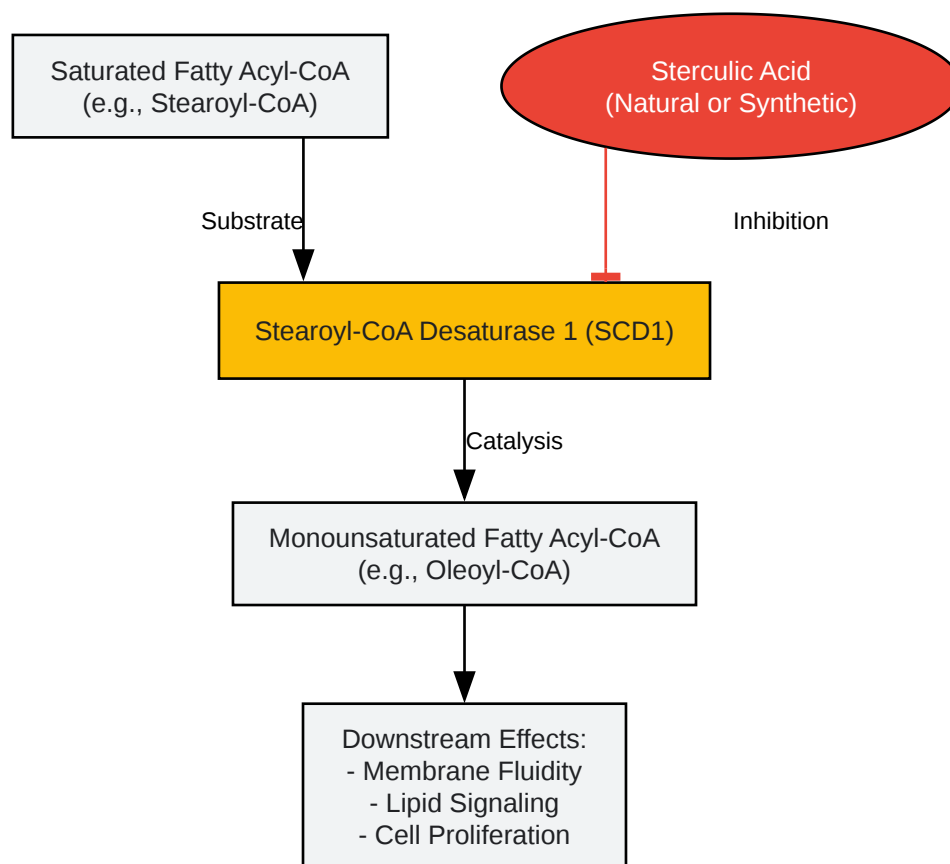 Saturated Fatty Acyl-CoA
(e.g., Stearoyl-CoA)
Sterculic Acid
(Natural or Synthetic)
Substrate
Inhibition
Stearoyl-CoA Desaturase 1 (SCD1)
Catalysis
Monounsaturated Fatty Acyl-CoA
(e.g., Oleoyl-CoA)
Downstream Effects:
- Membrane Fluidity
- Lipid Signaling
- Cell Proliferation